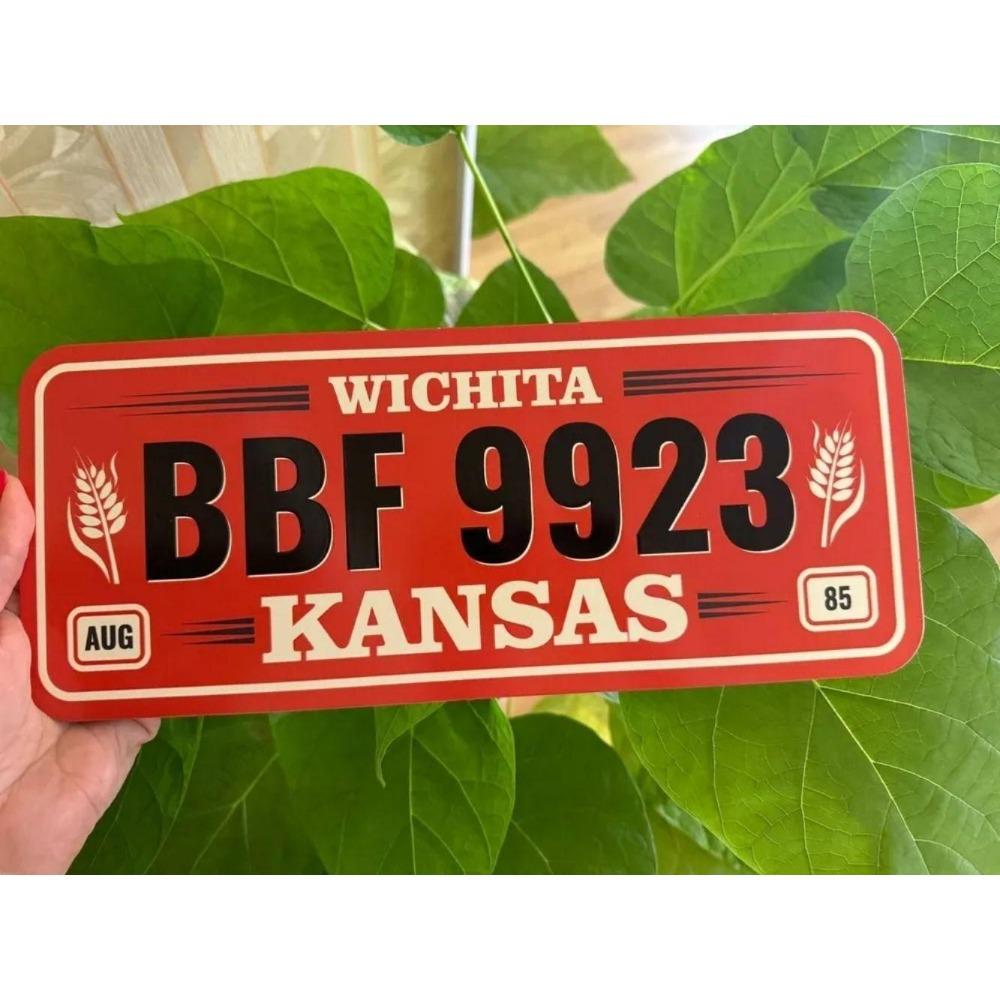 WICHITA
BBF 9923
KANSAS
AUG
85